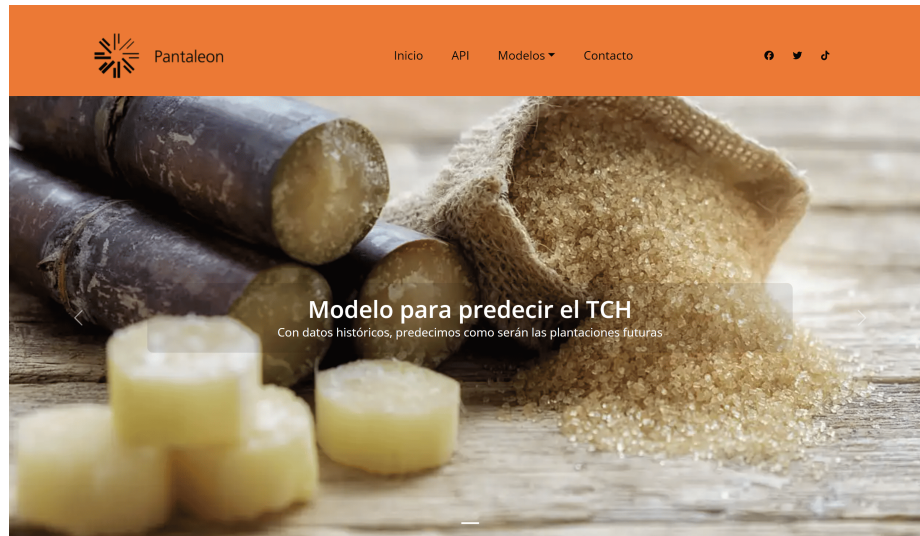 Pantaleon
Inicio API Modelos Contacto
Modelo para predecir el TCH
Con datos históricos, predecimos como serán las plantaciones futuras